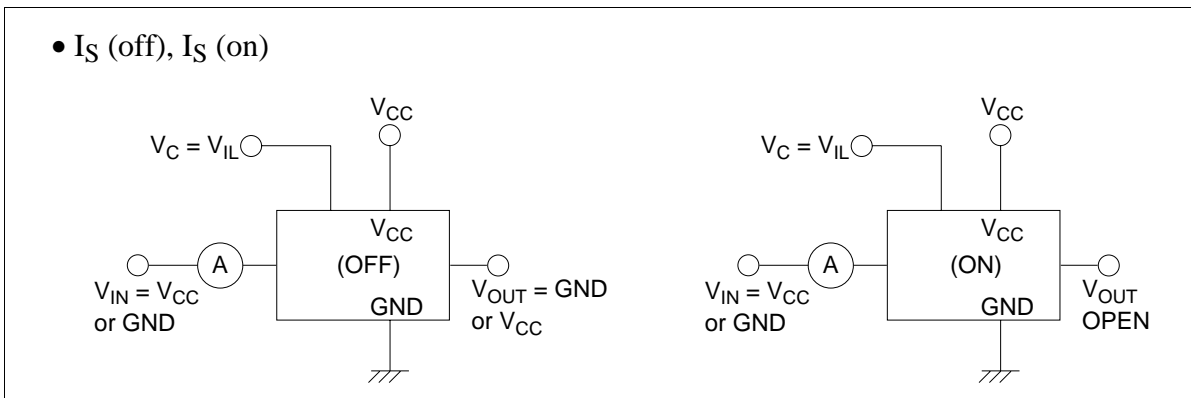 • IS (off), IS (on)
VCC
VC = VIL
VCC
A
(OFF)
VIN = VCC
or GND
GND
VOUT = GND
or VCC
VCC
VC = VIL
VCC
A
(ON)
VIN = VCC
or GND
GND
VOUT
OPEN